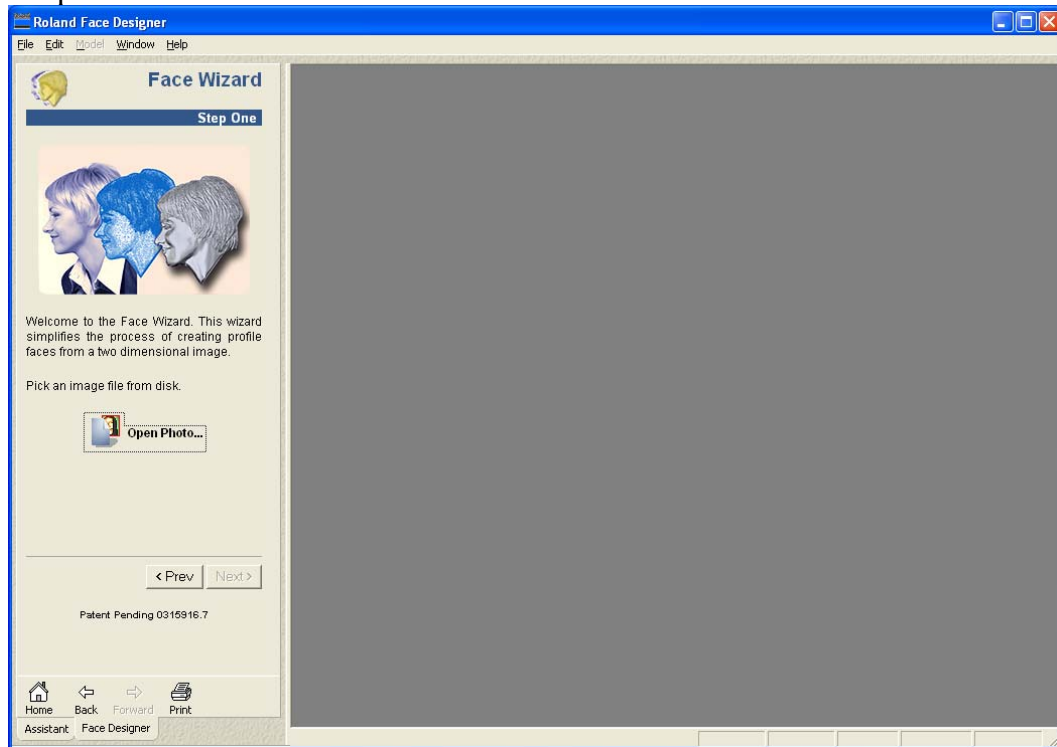 Roland Face Designer
File Edit Model Window Help
Face Wizard
Step One
Welcome to the Face Wizard. This wizard
simplifies the process of creating profile
faces from a two dimensional image.
Pick an image file from disk.
Open Photo...
< Prev Next >
Patent Pending 0315916.7
Home Back Forward Print
Assistant Face Designer